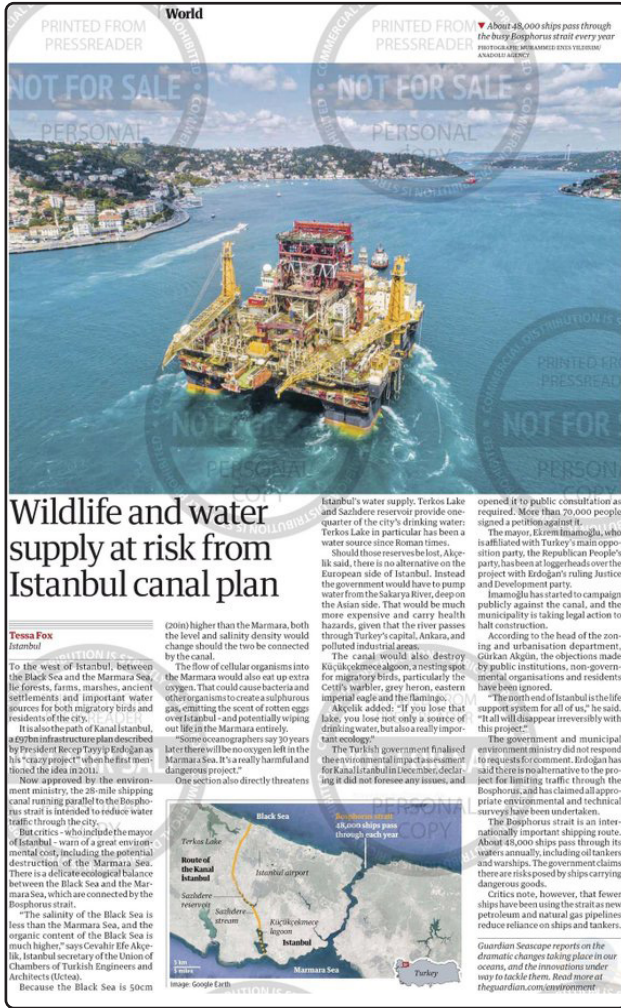 World
▼ About 48,000 ships pass through
the busy Bosphorus strait every year
PHOTOGRAPH: MUHAMMED ENES YILDIRIM/
ANADOLU AGENCY
PRINTED FROM
PRESSREADER
NOT FOR SALE
PERSONAL
COPY
Wildlife and water
supply at risk from
Istanbul canal plan
Tessa Fox
Istanbul
To the west of Istanbul, between
the Black Sea and the Marmara Sea,
lie forests, farms, marshes, ancient
settlements and important water
sources for both migratory birds and
residents of the city.
It is also the path of Kanal Istanbul,
a £97bn infrastructure plan described
by President Recep Tayyip Erdoğan as
his "crazy project" when he first men-
tioned the idea in 2011.
Now approved by the environ-
ment ministry, the 28-mile shipping
canal running parallel to the Bospho-
rus strait is intended to reduce water
traffic through the city.
But critics – who include the mayor
of Istanbul – warn of a great environ-
mental cost, including the potential
destruction of the Marmara Sea.
There is a delicate ecological balance
between the Black Sea and the Mar-
mara Sea, which are connected by the
Bosporus strait.
"The salinity of the Black Sea is
less than the Marmara Sea, and the
organic content of the Black Sea is
much higher," says Cevahir Efe Akçe-
lik, Istanbul secretary of the Union of
Chambers of Turkish Engineers and
Architects (Uctea).
Because the Black Sea is 50cm
(20in) higher than the Marmara, both
the level and salinity density would
change should the two be connected
by the canal.
The flow of cellular organisms into
the Marmara would also eat up extra
oxygen. That could cause bacteria and
other organisms to create a sulphurous
gas, emitting the scent of rotten eggs
over Istanbul – and potentially wiping
out life in the Marmara entirely.
"Some oceanographers say 30 years
later there will be no oxygen left in the
Marmara Sea. It's a really harmful and
dangerous project."
One section also directly threatens
Istanbul's water supply. Terkos Lake
and Sazlıdere reservoir provide one-
quarter of the city's drinking water:
Terkos Lake in particular has been a
water source since Roman times.
Should those reserves be lost, Akçe-
lik said, there is no alternative on the
European side of Istanbul. Instead
the government would have to pump
water from the Sakarya River, deep on
the Asian side. That would be much
more expensive and carry health
hazards, given that the river passes
through Turkey's capital, Ankara, and
polluted industrial areas.
The canal would also destroy
Küçükçekmece algoon, a nesting spot
for migratory birds, particularly the
Cetti's warbler, grey heron, eastern
imperial eagle and the flamingo.
Akçelik added: "If you lose that
lake, you lose not only a source of
drinking water, but also a really impor-
tant ecology."
The Turkish government finalised
the environmental impact assessment
for Kanal Istanbul in December, declar-
ing it did not foresee any issues, and
opened it to public consultation as
required. More than 70,000 people
signed a petition against it.
The mayor, Ekrem İmamoğlu, who
is affiliated with Turkey's main oppo-
sition party, the Republican People's
party, has been at loggerheads over the
project with Erdoğan's ruling Justice
and Development party.
İmamoğlu has started to campaign
publicly against the canal, and the
municipality is taking legal action to
halt construction.
According to the head of the zon-
ing and urbanisation department,
Gürkan Akgün, the objections made
by public institutions, non-govern-
mental organisations and residents
have been ignored.
"The north end of Istanbul is the life
support system for all of us," he said.
"It all will disappear irreversibly with
this project."
The government and municipal
environment ministry did not respond
to requests for comment. Erdoğan has
said there is no alternative to the pro-
ject for limiting traffic through the
Bosphorus, and has claimed all appro-
priate environmental and technical
surveys have been undertaken.
The Bosporus strait is an inter-
nationally important shipping route.
About 48,000 ships pass through its
waters annually, including oil tankers
and warships. The government claims
there are risks posed by ships carrying
dangerous goods.
Critics note, however, that fewer
ships have been using the strait as new
petroleum and natural gas pipelines
reduce reliance on ships and tankers.
Guardian Seascape reports on the
dramatic changes taking place in our
oceans, and the innovations under
way to tackle them. Read more at
theguardian.com/environment
Black Sea
Bosphorus strait
48,000 ships pass
through each year
Terkos Lake
Route of
the Kanal
Istanbul
Istanbul airport
Sazlıdere
reservoir
Sazlıdere
stream
Küçükçekmece
lagoon
Istanbul
5 km
5 miles
Marmara Sea
Turkey
Image: Google Earth